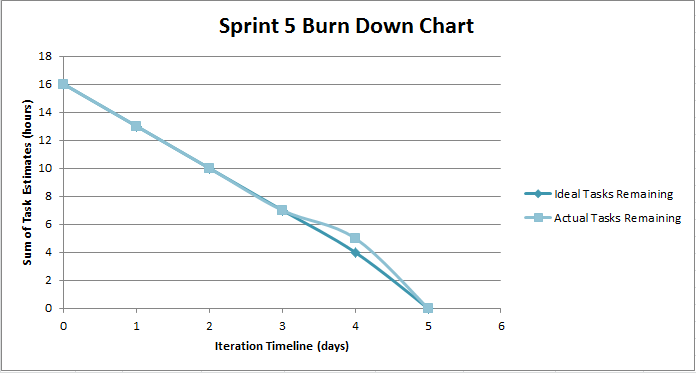 Sprint 5 Burn Down Chart
18
16
14
12
10
8
6
4
2
0
Sum of Task Estimates (hours)
0 1 2 3 4 5 6
Iteration Timeline (days)
Ideal Tasks Remaining
Actual Tasks Remaining